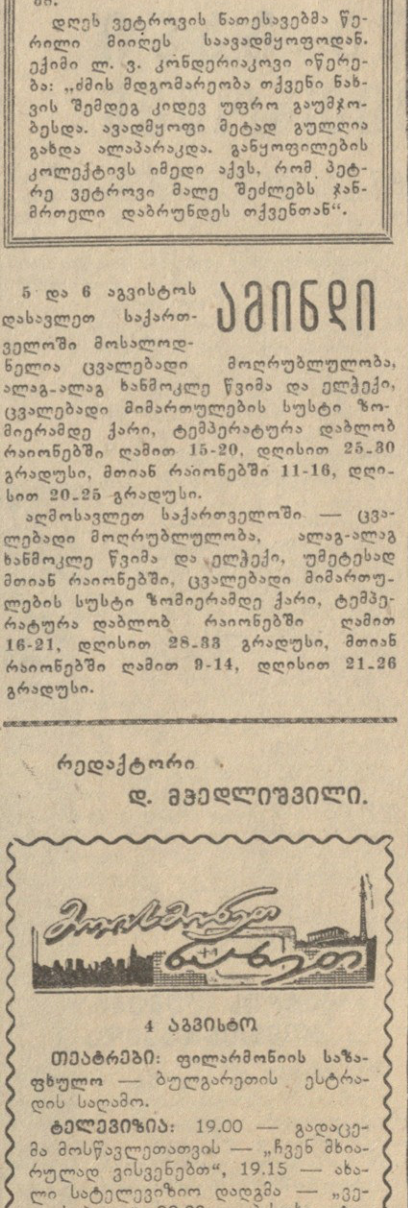 ში.
დღეს ვეტროვის ნათესავებმა წე-
რილი მიიღეს საავადმყოფოდან.
ექიმი ლ. ვ. კონდერიაკოვი იწერე-
ბა: „ძმის მდგომარეობა თქვენი ნახ-
ვის შემდეგ კიდევ უფრო გაუმჯო-
ბესდა. ავადმყოფი მეტად გულღია
გახდა ალაპარაკდა. განყოფილების
კოლექტივს იმედი აქვს, რომ პეტ-
რე ვეტროვი მალე შეძლებს ჯან-
მრთელი დაბრუნდეს თქვენთან“.
ამინდი
5 და 6 აგვისტოს
დასავლეთ საქართ-
ველოში მოსალოდ-
ნელია ცვალებადი მოღრუბლულობა,
ალაგ-ალაგ ხანმოკლე წვიმა და ელჭექი,
ცვალებადი მიმართულების სუსტი ზო-
მიერამდე ქარი, ტემპერატურა დაბლობ
რაიონებში ღამით 15-20, დღისით 25-30
გრადუსი, მთიან რაიონებში 11-16, დღი-
სით 20-25 გრადუსი.
აღმოსავლეთ საქართველოში — ცვა-
ლებადი მოღრუბლულობა, ალაგ-ალაგ
ხანმოკლე წვიმა და ელჭექი, უმეტესად
მთიან რაიონებში, ცვალებადი მიმართუ-
ლების სუსტი ზომიერამდე ქარი, ტემპე-
რატურა დაბლობ რაიონებში ღამით
16-21, დღისით 28-33 გრადუსი, მთიან
რაიონებში ღამით 9-14, დღისით 21-26
გრადუსი.
რედაქტორი
დ. მჭედლიშვილი.
მოისმინეთ
ნახეთ
4 აგვისტო
თეატრები: ფილარმონიის საზა-
ფხულო — ბულგარეთის ესტრა-
დის საღამო.
ტელევიზია: 19.00 — გადაცე-
მა მოსწავლეთათვის — „ჩვენ მხია-
რულად ვისვენებთ“, 19.15 — ახა-
ლი სატელევიზიო დადგმა — „ვე-